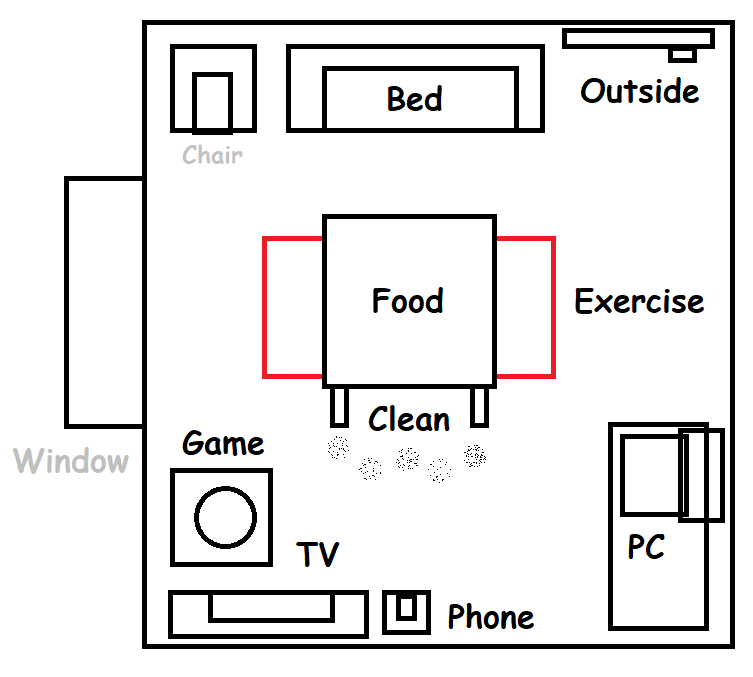 Bed
Outside
Chair
Food
Exercise
Clean
Game
Window
TV
PC
Phone